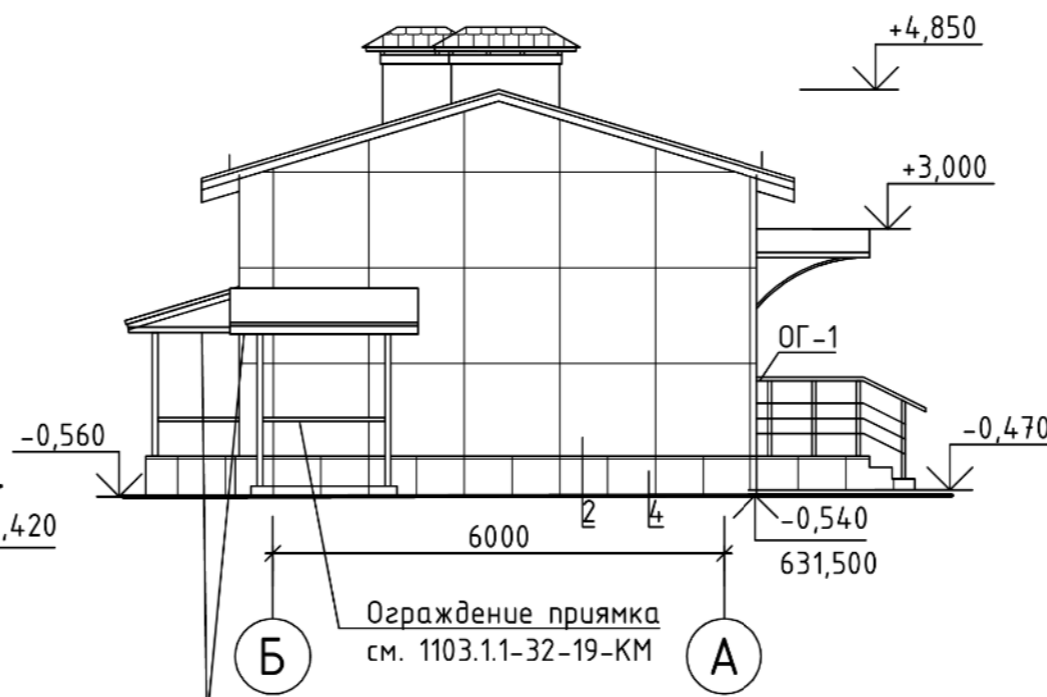 +4,850
+3,000
ОГ-1
-0,560
-0,470
,420
2
4
-0,540
6000
631,500
Ограждение приямка
см. 1103.1.1-32-19-КМ
Б
А